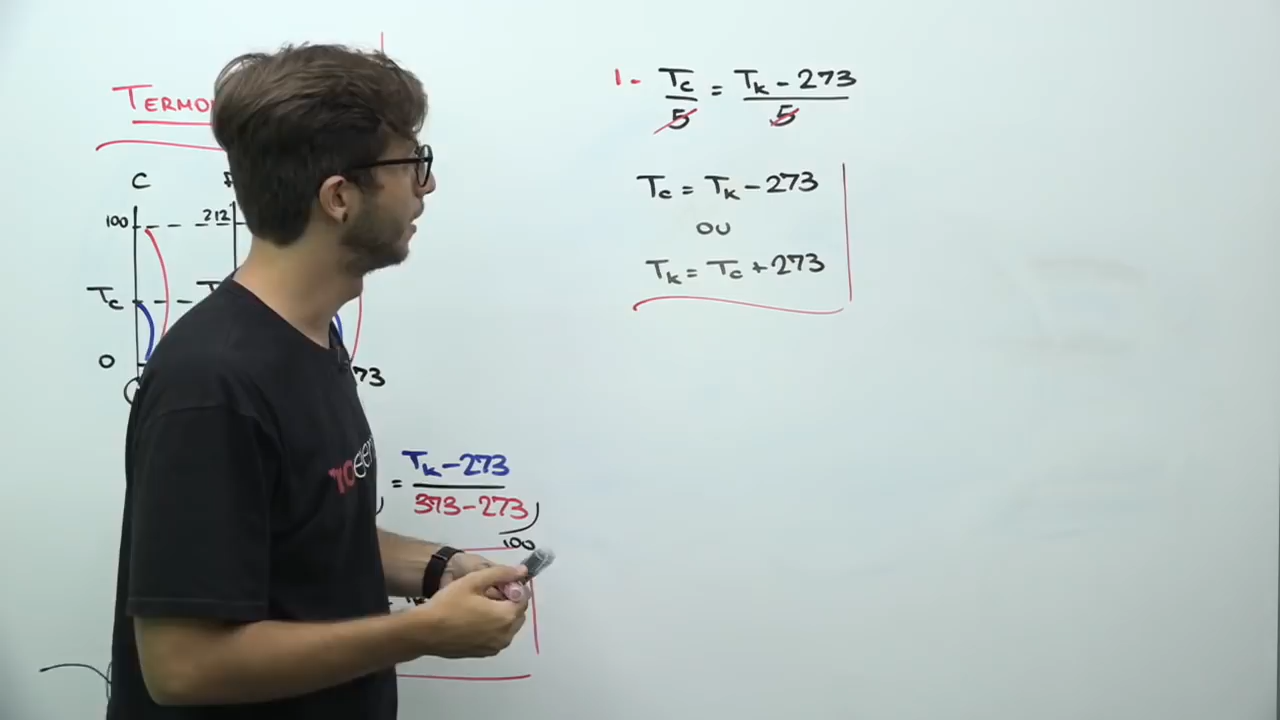 TERMO
C
100
212
Tc
0
73
= TK - 273
373 - 273
100
1 - Tc = TK - 273
5 5
Tc = TK - 273
OU
TK = Tc + 273